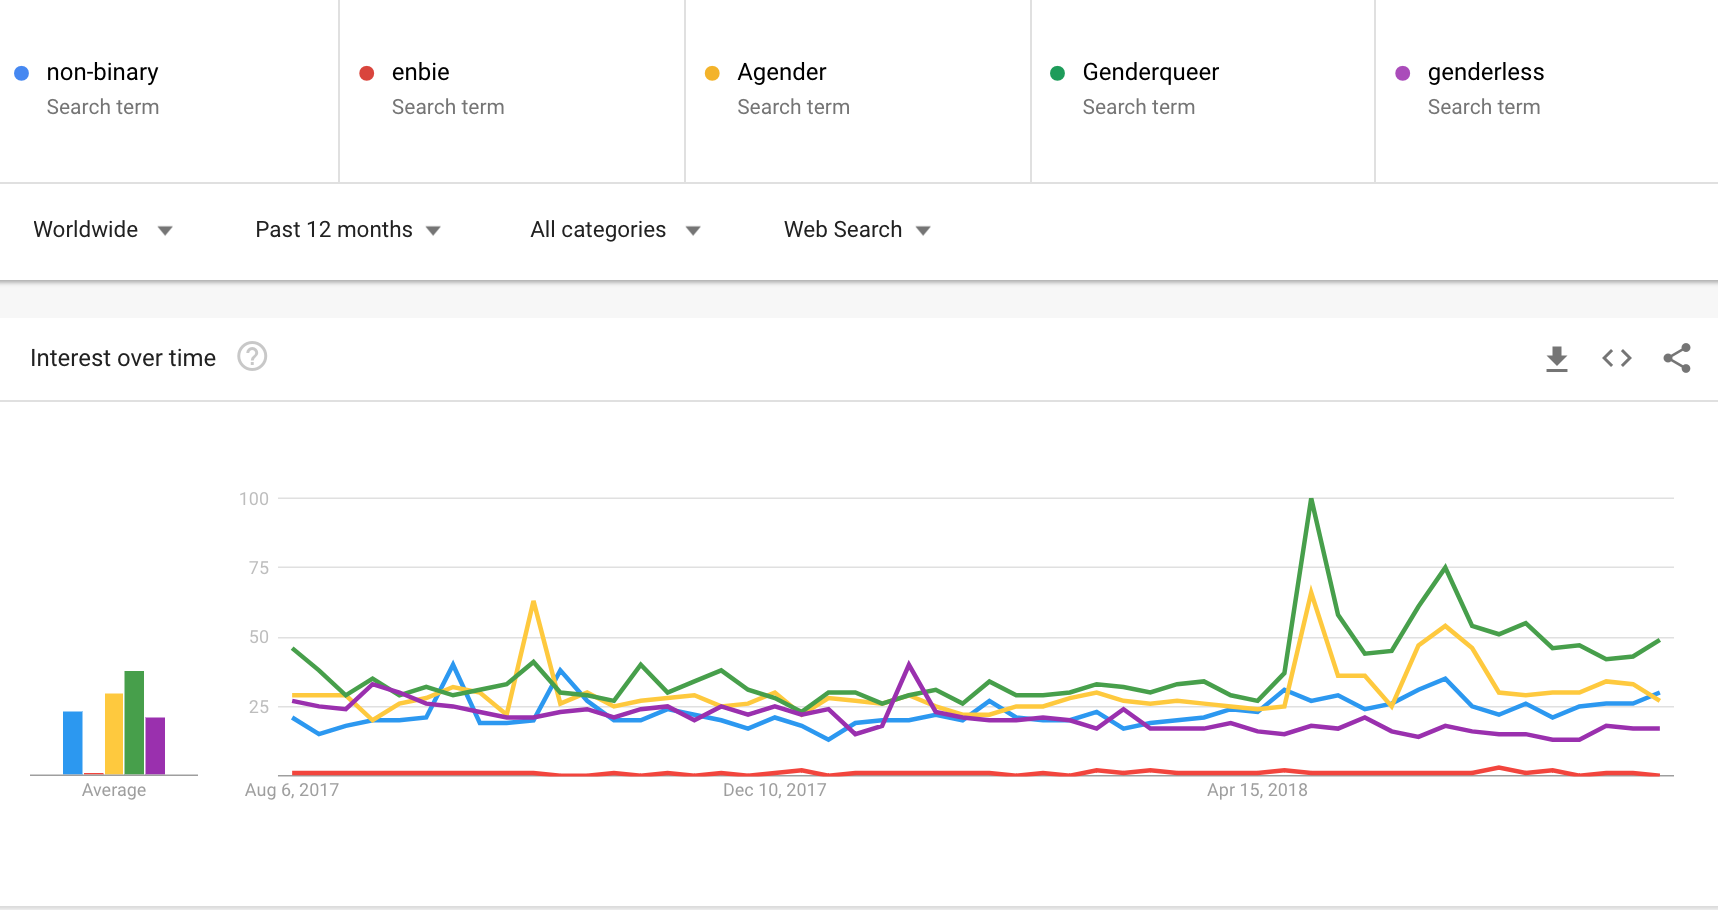 non-binary
Search term
enbie
Search term
Agender
Search term
Genderqueer
Search term
genderless
Search term
Worldwide
Past 12 months
All categories
Web Search
Interest over time
?
100
75
50
25
Average
Aug 6, 2017
Dec 10, 2017
Apr 15, 2018